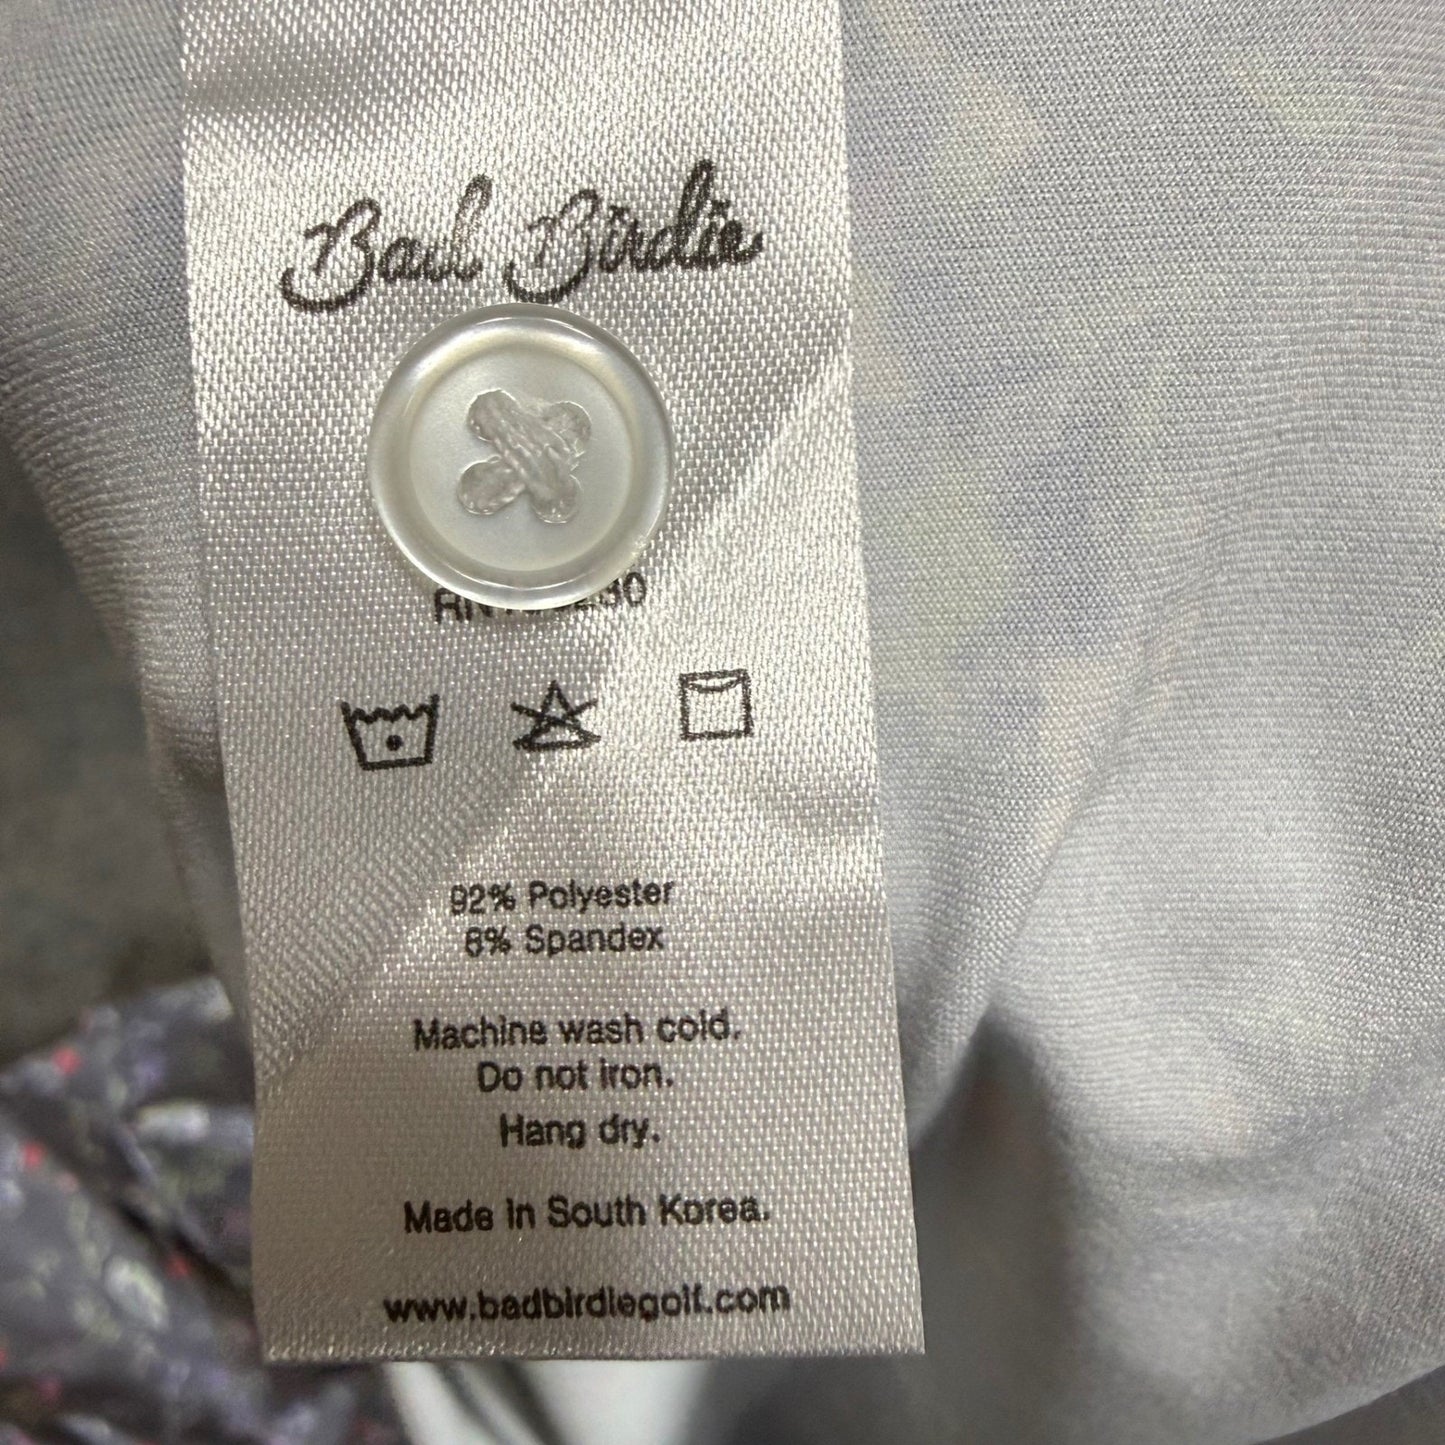 Bad Birdie
92% Polyester
8% Spandex
Machine wash cold.
Do not iron.
Hang dry.
Made in South Korea.
www.badbirdiegolf.com